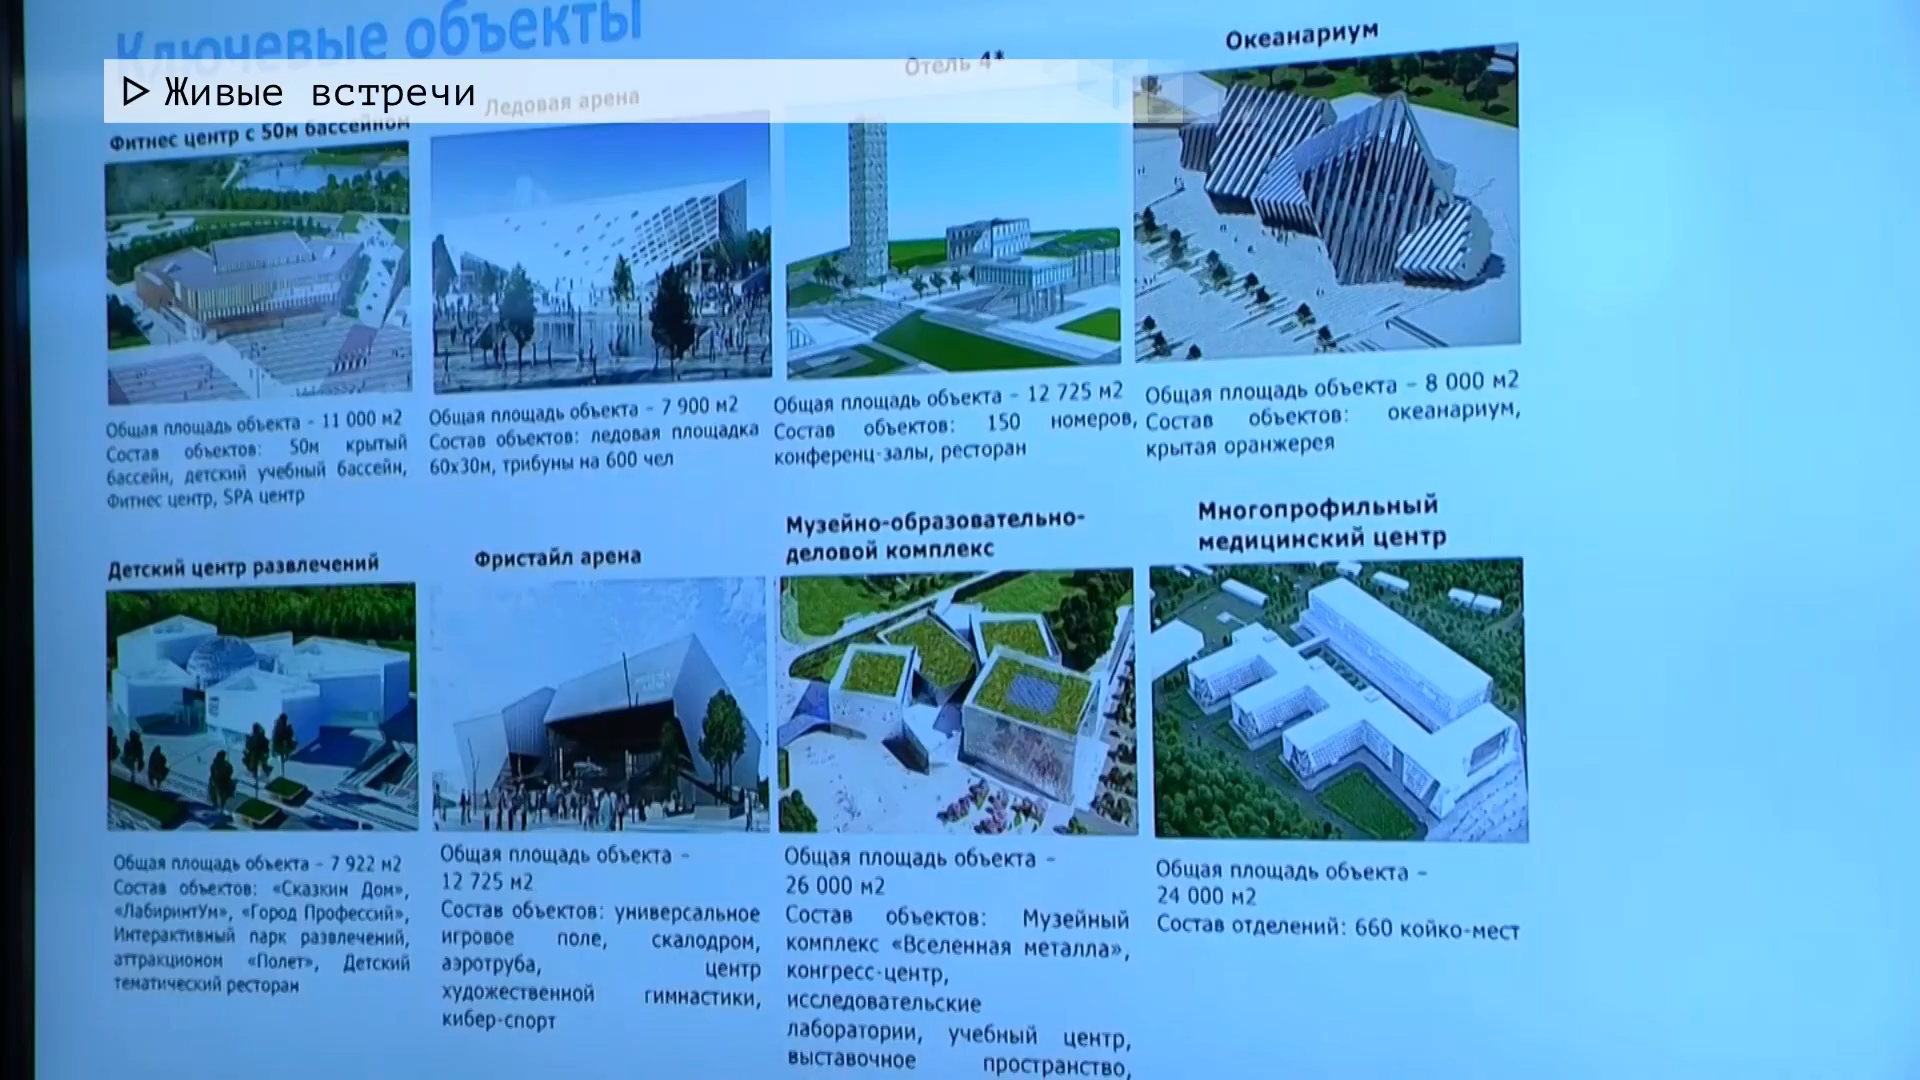 Ключевые объекты
Живые встречи
Фитнес центр с 50м бассейном
Общая площадь объекта – 11 000 м2
Состав объектов: 50м крытый
бассейн, детский учебный бассейн,
Фитнес центр, SPA центр
Ледовая арена
Общая площадь объекта – 7 900 м2
Состав объектов: ледовая площадка
60х30м, трибуны на 600 чел
Отель 4*
Общая площадь объекта – 12 725 м2
Состав объектов: 150 номеров,
конференц-залы, ресторан
Океанариум
Общая площадь объекта – 8 000 м2
Состав объектов: океанариум,
крытая оранжерея
Детский центр развлечений
Общая площадь объекта – 7 922 м2
Состав объектов: «Сказкин Дом»,
«ЛабиринтУм», «Город Профессий»,
Интерактивный парк развлечений,
аттракционом «Полет», Детский
тематический ресторан
Фристайл арена
Общая площадь объекта –
12 725 м2
Состав объектов: универсальное
игровое поле, скалодром,
аэротруба, центр
художественной гимнастики,
кибер-спорт
Музейно-образовательно-
деловой комплекс
Общая площадь объекта –
26 000 м2
Состав объектов: Музейный
комплекс «Вселенная металла»,
конгресс-центр,
исследовательские
лаборатории, учебный центр,
выставочное пространство,
Многопрофильный
медицинский центр
Общая площадь объекта –
24 000 м2
Состав отделений: 660 койко-мест